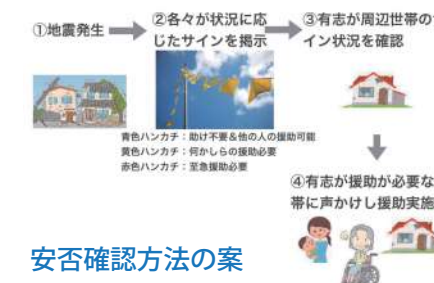 ①地震発生
②各々が状況に応
じたサインを掲示
③有志が周辺世帯の
イン状況を確認
青色ハンカチ：助け不要&他の人の援助可能
黄色ハンカチ：何かしらの援助必要
赤色ハンカチ：至急援助必要
④有志が援助が必要な
帯に声かけし援助実施
安否確認方法の案